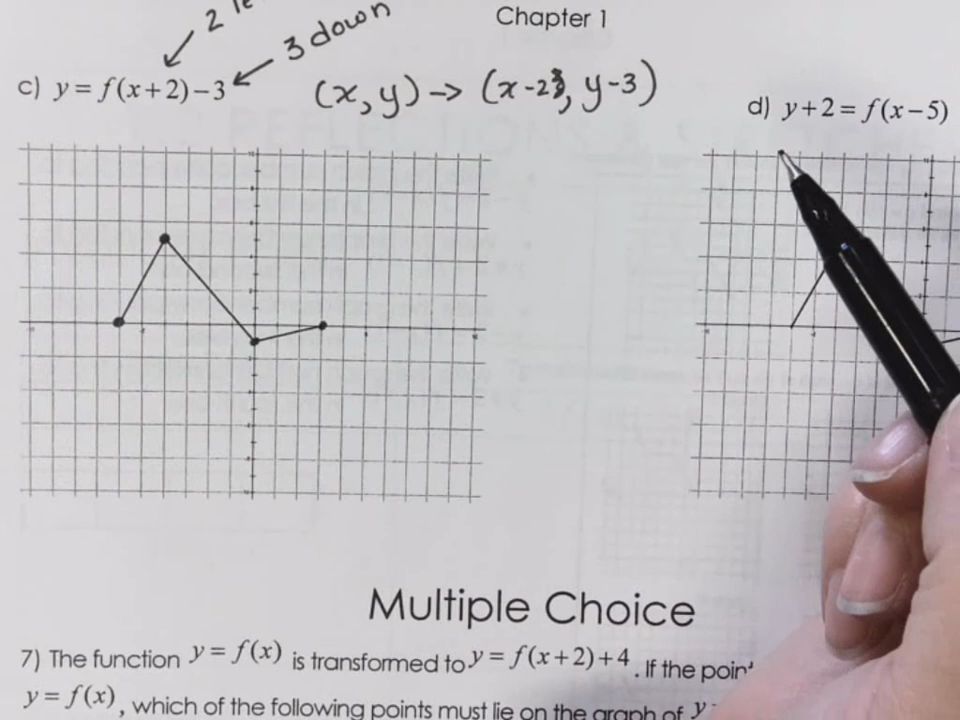 Chapter 1
2
3 down
c) y = f(x+2) − 3
(x, y) → (x-2, y-3)
d) y + 2 = f(x − 5)
Multiple Choice
7) The function y = f(x) is transformed to y = f(x+2)+4 . If the
y = f(x) , which of the following points must lie on the graph of y